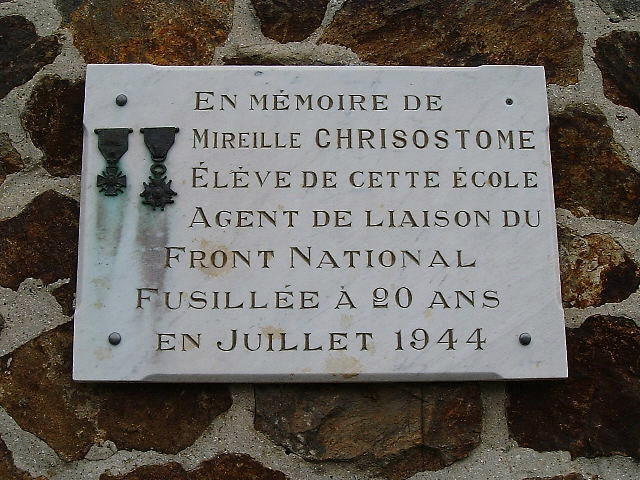 En mémoire de
Mireille CHRISOSTOME
Élève de cette école
Agent de liaison du
Front National
Fusillée à 20 ans
en Juillet 1944